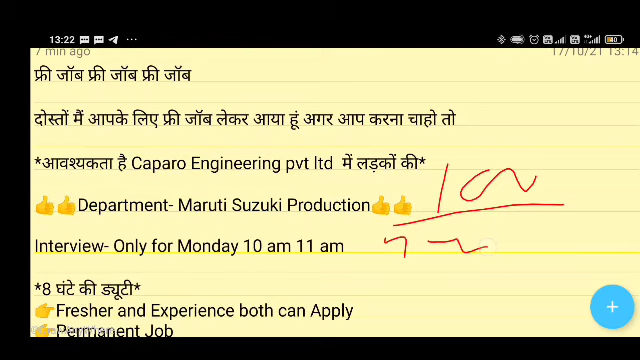 13:22
7 min ago 17/10/21 13:14
फ्री जॉब फ्री जॉब फ्री जॉब
दोस्तों मैं आपके लिए फ्री जॉब लेकर आया हूं अगर आप करना चाहो तो
*आवश्यकता है Caparo Engineering pvt ltd में लड़कों की*
👍👍Department- Maruti Suzuki Production👍👍
Interview- Only for Monday 10 am 11 am
*8 घंटे की ड्यूटी*
👉Fresher and Experience both can Apply
👉Permanent Job